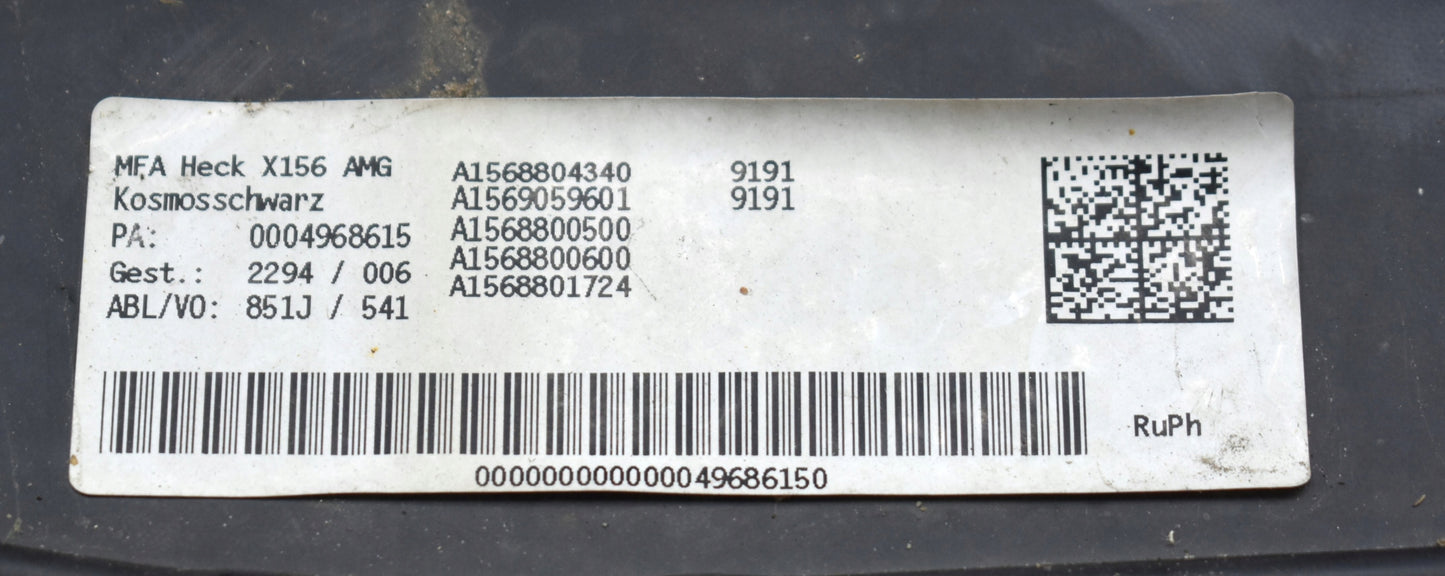 MFA Heck X156 AMG
Kosmosschwarz
PA: 0004968615
Gest.: 2294 / 006
ABL/VO: 851J / 541
A1568804340 9191
A1569059601 9191
A1568800500
A1568800600
A1568801724
RuPh
000000000000049686150